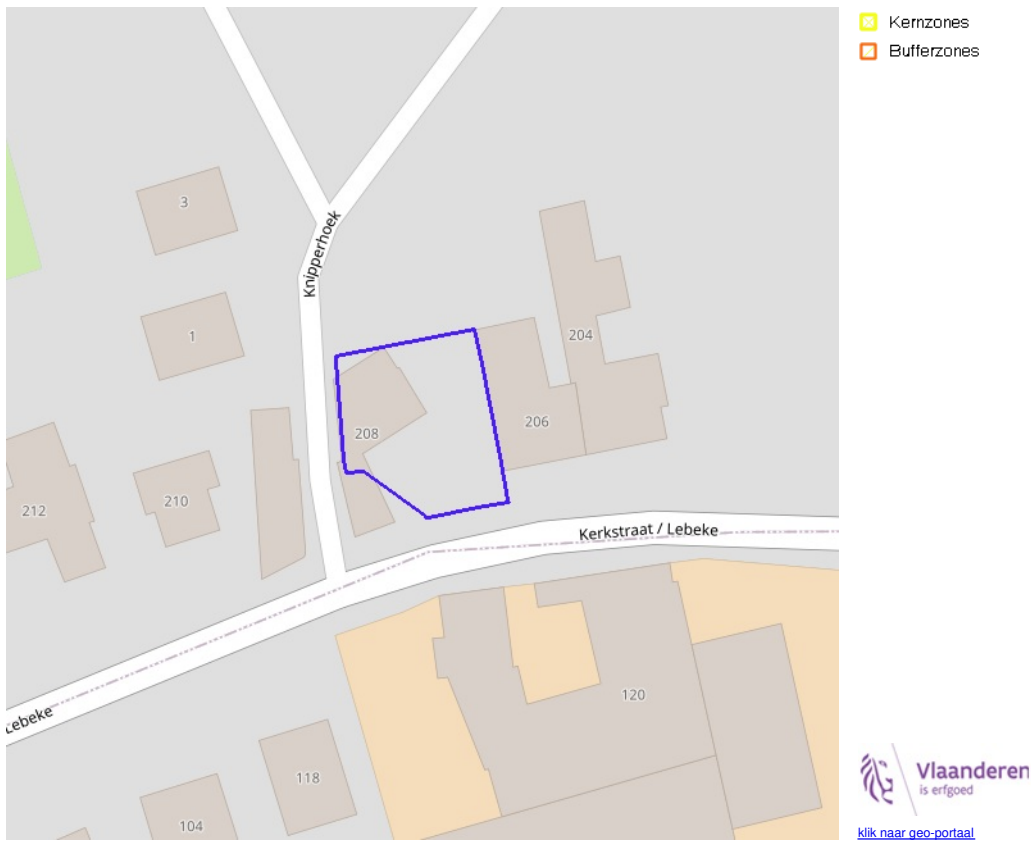 Kernzones
Bufferzones
3
Knipperhoek
1
204
206
208
212
210
Kerkstraat / Lebeke
120
Lebeke
118
104
Vlaanderen
is erfgoed
klik naar geo-portaal